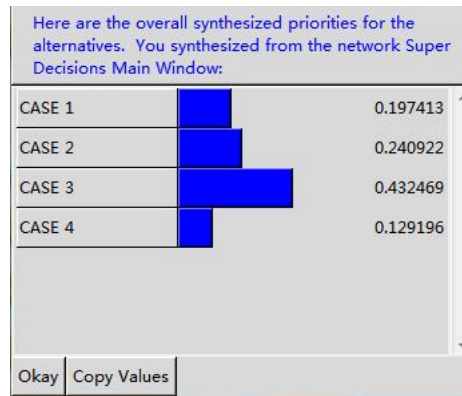 Here are the overall synthesized priorities for the
alternatives. You synthesized from the network Super
Decisions Main Window:
CASE 1 0.197413
CASE 2 0.240922
CASE 3 0.432469
CASE 4 0.129196
Okay Copy Values